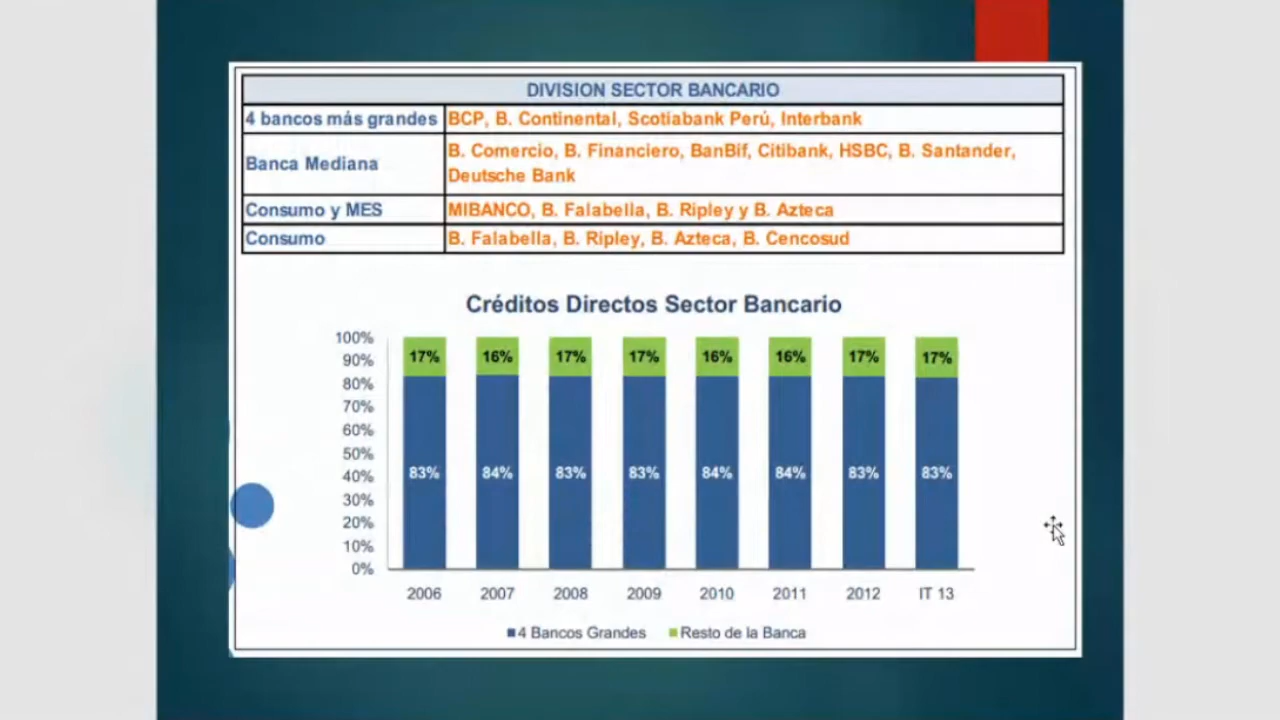 DIVISION SECTOR BANCARIO
4 bancos más grandes BCP, B. Continental, Scotiabank Perú, Interbank
Banca Mediana B. Comercio, B. Financiero, BanBif, Citibank, HSBC, B. Santander,
Deutsche Bank
Consumo y MES MIBANCO, B. Falabella, B. Ripley y B. Azteca
Consumo B. Falabella, B. Ripley, B. Azteca, B. Cencosud
Créditos Directos Sector Bancario
100%
90%
80%
70%
60%
50%
40%
30%
20%
10%
0%
17% 16% 17% 17% 16% 16% 17% 17%
83% 84% 83% 83% 84% 84% 83% 83%
2006 2007 2008 2009 2010 2011 2012 IT 13
4 Bancos Grandes Resto de la Banca